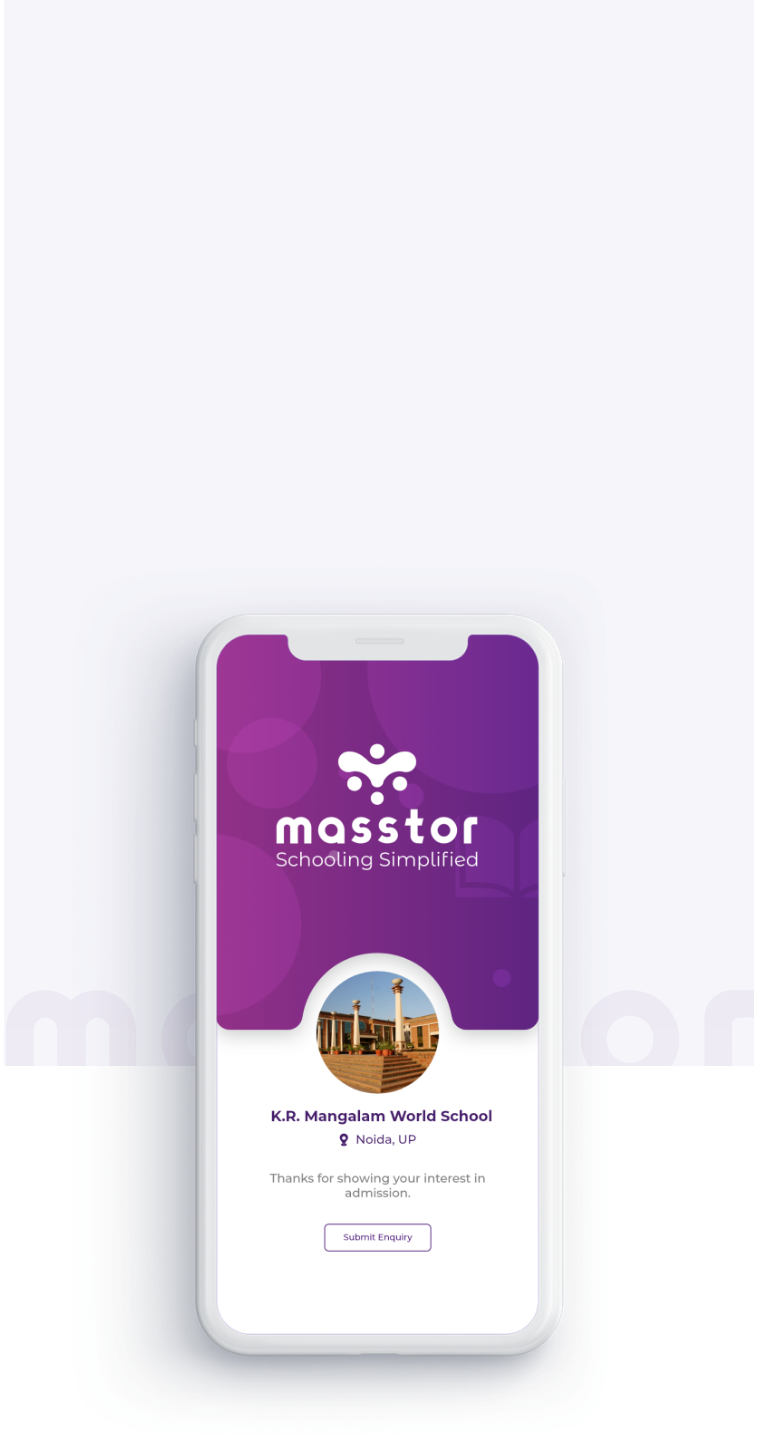 masstor
Schooling Simplified
K.R. Mangalam World School
Noida, UP
Thanks for showing your interest in
admission.
Submit Enquiry